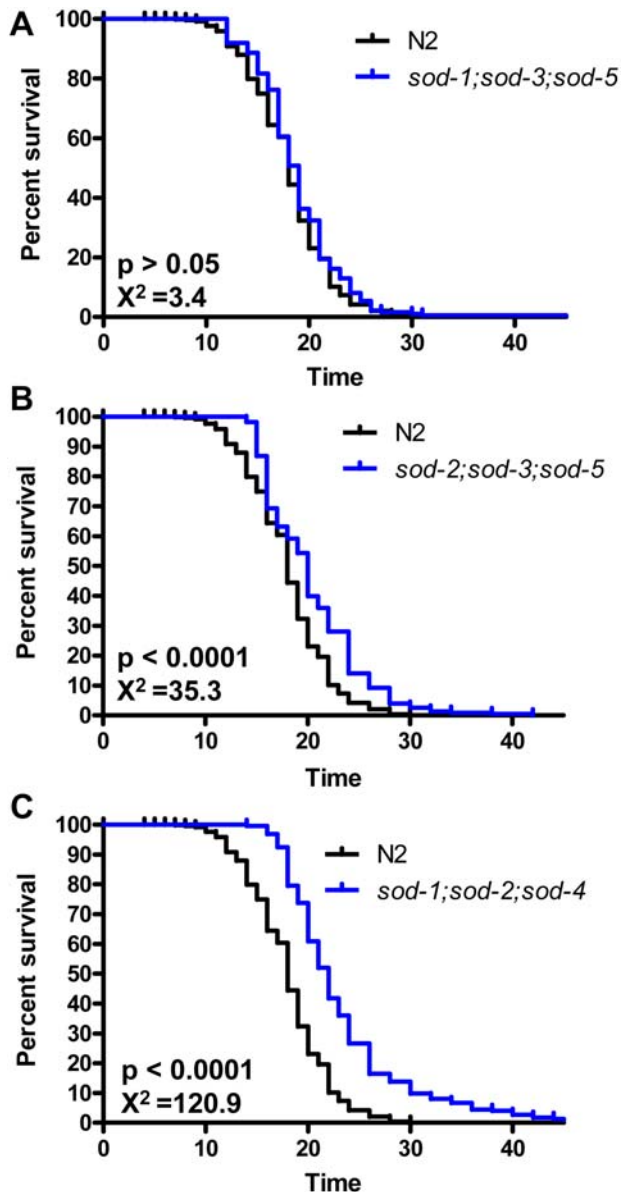 A
N2
sod-1;sod-3;sod-5
Percent survival
100
80
60
40
20
0
p > 0.05
X² =3.4
0 10 20 30 40
Time
B
N2
sod-2;sod-3;sod-5
Percent survival
100
90
80
70
60
50
40
30
20
10
0
p < 0.0001
X² =35.3
0 10 20 30 40
Time
C
N2
sod-1;sod-2;sod-4
Percent survival
100
90
80
70
60
50
40
30
20
10
0
p < 0.0001
X² =120.9
0 10 20 30 40
Time